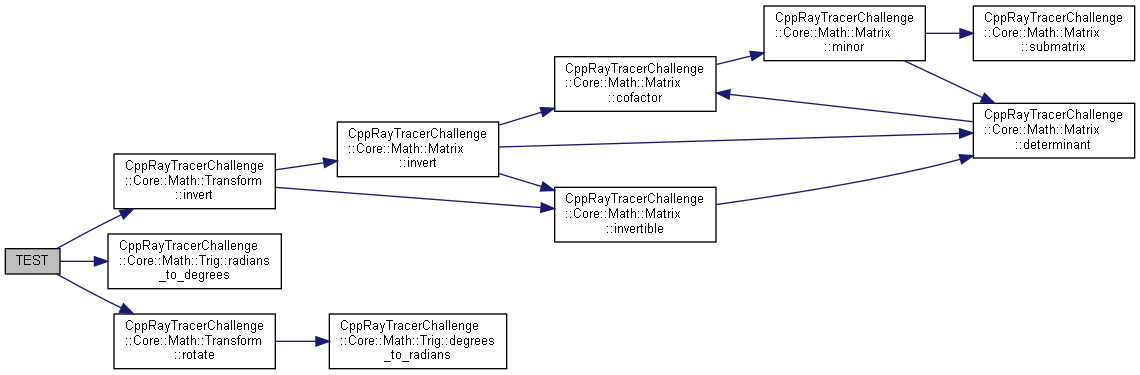 TEST
CppRayTracerChallenge
::Core::Math::Transform
::invert
CppRayTracerChallenge
::Core::Math::Trig::radians
_to_degrees
CppRayTracerChallenge
::Core::Math::Transform
::rotate
CppRayTracerChallenge
::Core::Math::Matrix
::invert
CppRayTracerChallenge
::Core::Math::Trig::degrees
_to_radians
CppRayTracerChallenge
::Core::Math::Matrix
::cofactor
CppRayTracerChallenge
::Core::Math::Matrix
::invertible
CppRayTracerChallenge
::Core::Math::Matrix
::minor
CppRayTracerChallenge
::Core::Math::Matrix
::submatrix
CppRayTracerChallenge
::Core::Math::Matrix
::determinant